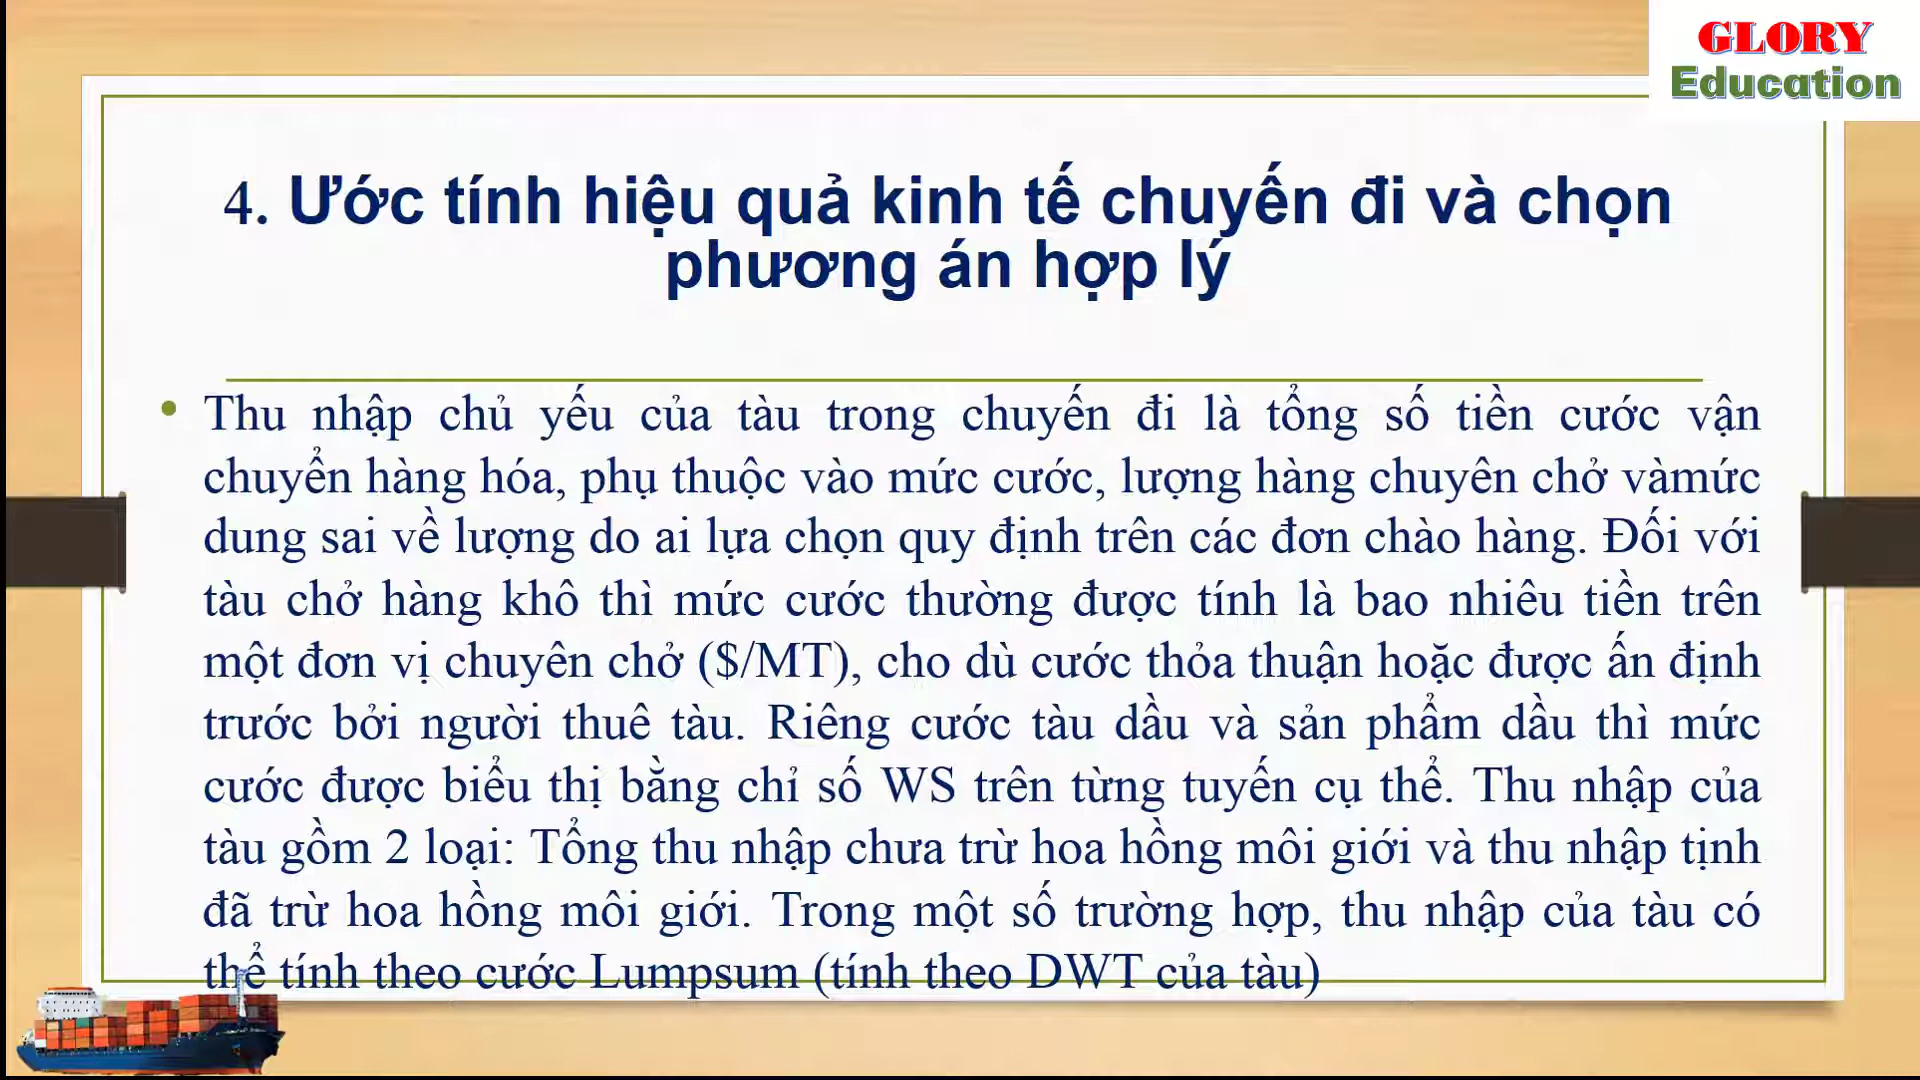 GLORY
Education
4. Ước tính hiệu quả kinh tế chuyến đi và chọn
phương án hợp lý
• Thu nhập chủ yếu của tàu trong chuyến đi là tổng số tiền cước vận
chuyển hàng hóa, phụ thuộc vào mức cước, lượng hàng chuyên chở vàmức
dung sai về lượng do ai lựa chọn quy định trên các đơn chào hàng. Đối với
tàu chở hàng khô thì mức cước thường được tính là bao nhiêu tiền trên
một đơn vị chuyên chở ($/MT), cho dù cước thỏa thuận hoặc được ấn định
trước bởi người thuê tàu. Riêng cước tàu dầu và sản phẩm dầu thì mức
cước được biểu thị bằng chỉ số WS trên từng tuyến cụ thể. Thu nhập của
tàu gồm 2 loại: Tổng thu nhập chưa trừ hoa hồng môi giới và thu nhập tịnh
đã trừ hoa hồng môi giới. Trong một số trường hợp, thu nhập của tàu có
thể tính theo cước Lumpsum (tính theo DWT của tàu)